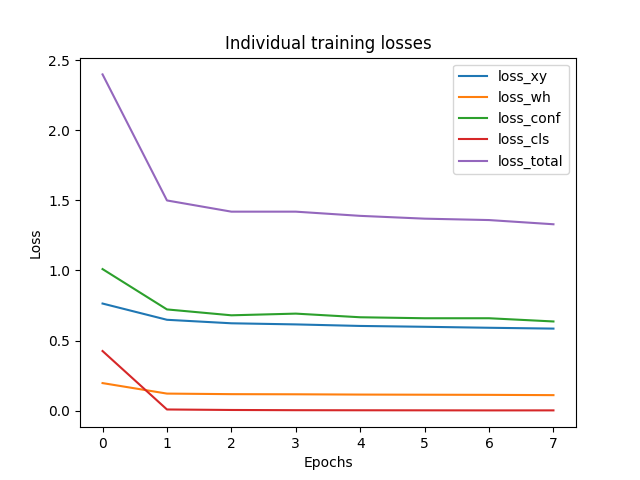 Individual training losses
2.5
2.0
1.5
1.0
0.5
0.0
Loss
loss_xy
loss_wh
loss_conf
loss_cls
loss_total
0 1 2 3 4 5 6 7
Epochs